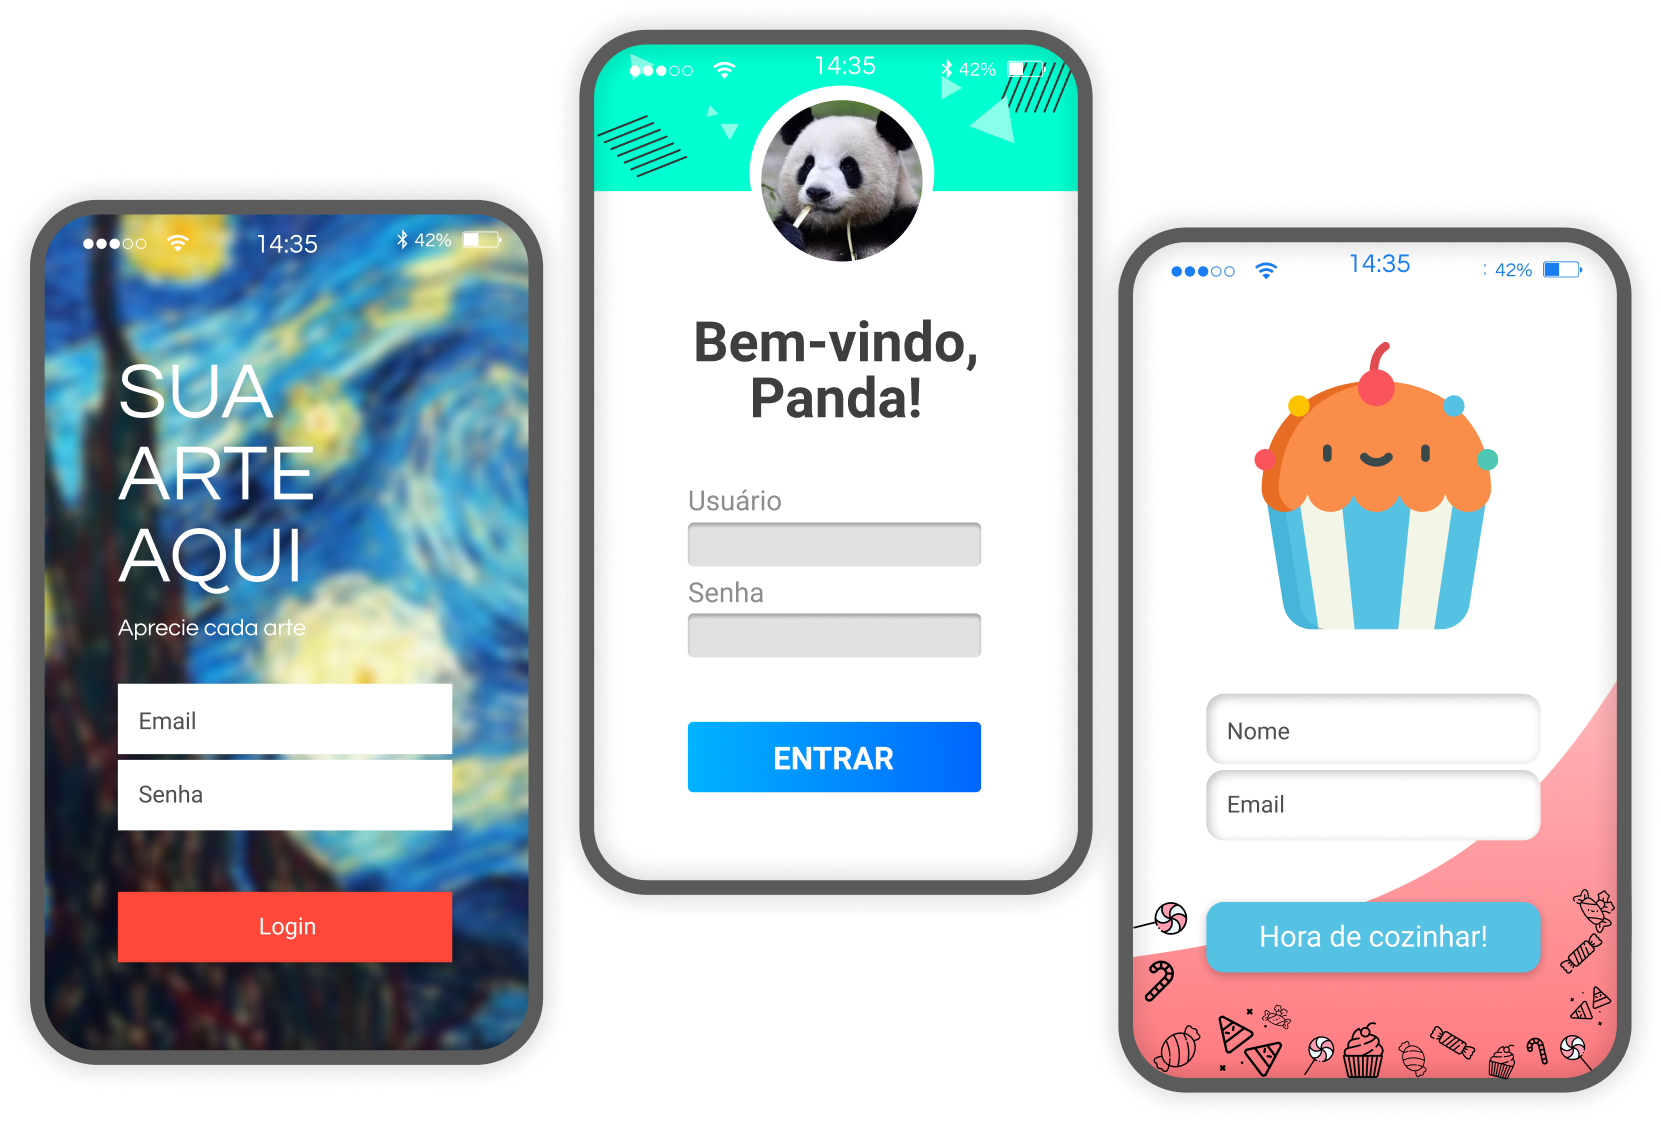 14:35
42%
SUA
ARTE
AQUI
Aprecie cada arte
Email
Senha
Login
14:35
42%
Bem-vindo,
Panda!
Usuário
Senha
ENTRAR
14:35
: 42%
Nome
Email
Hora de cozinhar!